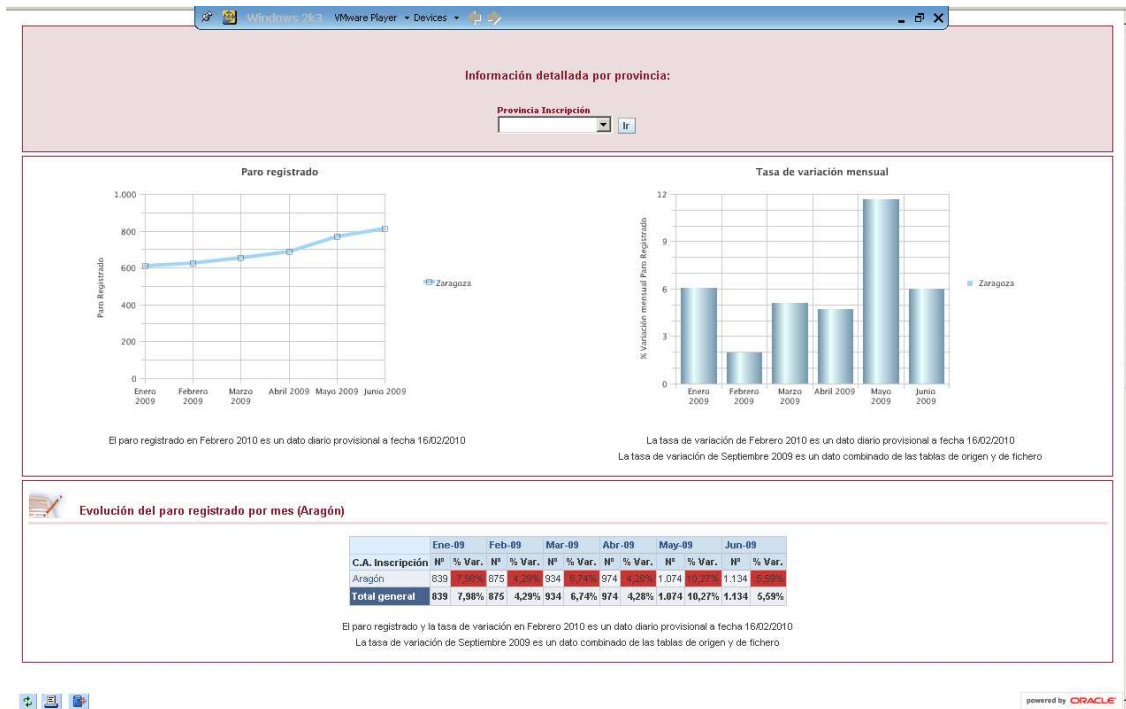 Windows 2k3 VMware Player Devices
Información detallada por provincia:
Provincia Inscripción
Ir
Paro registrado
1.000
800
600
400
200
0
Paro Registrado
Enero 2009
Febrero 2009
Marzo 2009
Abril 2009
Mayo 2009
Junio 2009
Zaragoza
El paro registrado en Febrero 2010 es un dato diario provisional a fecha 16/02/2010
Tasa de variación mensual
12
9
6
3
0
% Variación mensual Paro Registrado
Enero 2009
Febrero 2009
Marzo 2009
Abril 2009
Mayo 2009
Junio 2009
Zaragoza
La tasa de variación de Febrero 2010 es un dato diario provisional a fecha 16/02/2010
La tasa de variación de Septiembre 2009 es un dato combinado de las tablas de origen y de fichero
Evolución del paro registrado por mes (Aragón)
Ene-09 Feb-09 Mar-09 Abr-09 May-09 Jun-09
C.A. Inscripción Nº % Var. Nº % Var. Nº % Var. Nº % Var. Nº % Var. Nº % Var.
Aragón 839 7,98% 875 4,29% 934 6,74% 974 4,28% 1.074 10,27% 1.134 5,59%
Total general 839 7,98% 875 4,29% 934 6,74% 974 4,28% 1.074 10,27% 1.134 5,59%
El paro registrado y la tasa de variación en Febrero 2010 es un dato diario provisional a fecha 16/02/2010
La tasa de variación de Septiembre 2009 es un dato combinado de las tablas de origen y de fichero
powered by ORACLE